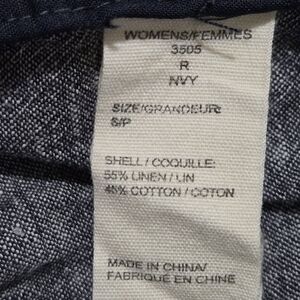 WOMENS/FEMMES
3505
R
NVY
SIZE/GRANDEUR:
S/P
SHELL / COQUILLE:
55% LINEN / LIN
45% COTTON / COTON
MADE IN CHINA/
FABRIQUÉ EN CHINE